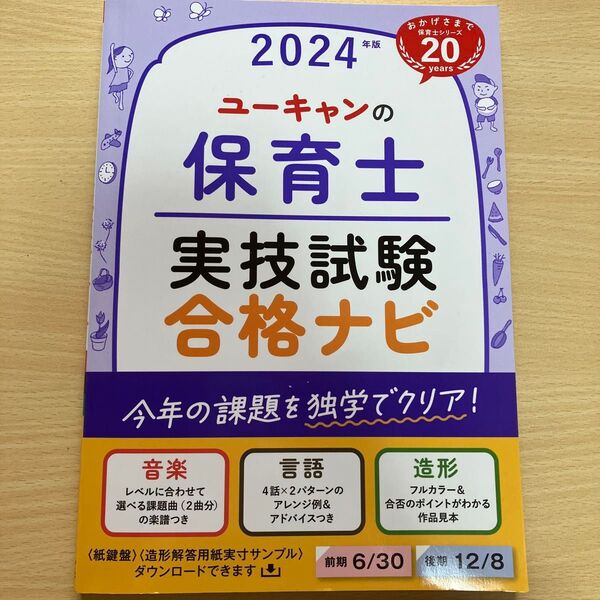 2024年版
おかげさまで
保育士シリーズ
20
years
ユーキャンの
保育士
実技試験
合格ナビ
今年の課題を独学でクリア!
音楽
レベルに合わせて
選べる課題曲(2曲分)
の楽譜つき
言語
4話×2パターンの
アレンジ例&
アドバイスつき
造形
フルカラー&
合否のポイントがわかる
作品見本
〈紙鍵盤〉〈造形解答用紙実寸サンプル〉
ダウンロードできます
前期 6/30
後期 12/8